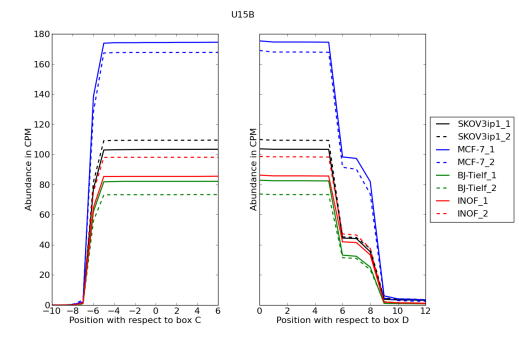 U15B
Abundance in CPM
180
160
140
120
100
80
60
40
20
0
−10 −8 −6 −4 −2 0 2 4 6
Position with respect to box C
Abundance in CPM
0 2 4 6 8 10 12
Position with respect to box D
SKOV3ip1_1
SKOV3ip1_2
MCF-7_1
MCF-7_2
BJ-Tielf_1
BJ-Tielf_2
INOF_1
INOF_2